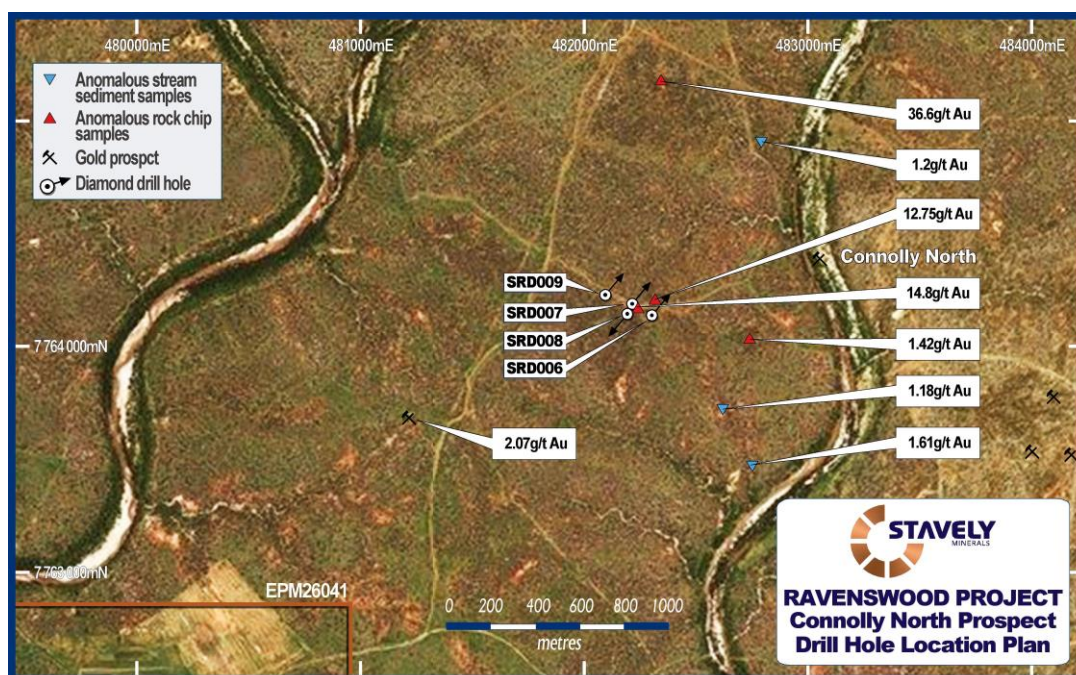 480000mE
481000mE
482000mE
483000mE
484000mE
Anomalous stream
sediment samples
Anomalous rock chip
samples
Gold prospct
Diamond drill hole
36.6g/t Au
1.2g/t Au
12.75g/t Au
Connolly North
SRD009
14.8g/t Au
SRD007
SRD008
7 764 000mN
1.42g/t Au
SRD006
1.18g/t Au
2.07g/t Au
1.61g/t Au
7 763 000mN
EPM26041
0 200 400 600 800 1000
metres
STAVELY
MINERALS
RAVENSWOOD PROJECT
Connolly North Prospect
Drill Hole Location Plan